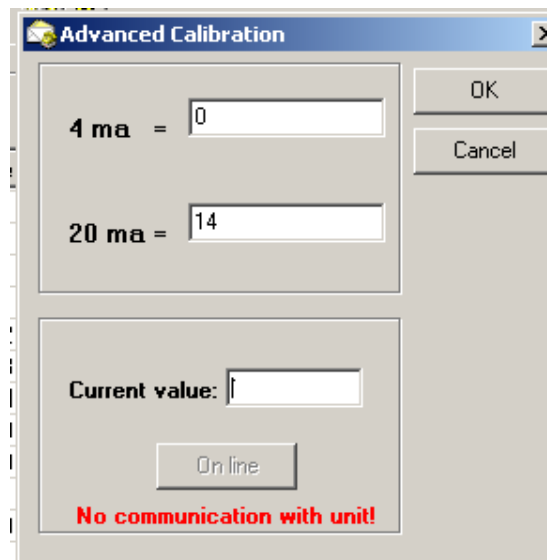 Advanced Calibration
4 ma = 0
OK
Cancel
20 ma = 14
Current value:
On line
No communication with unit!